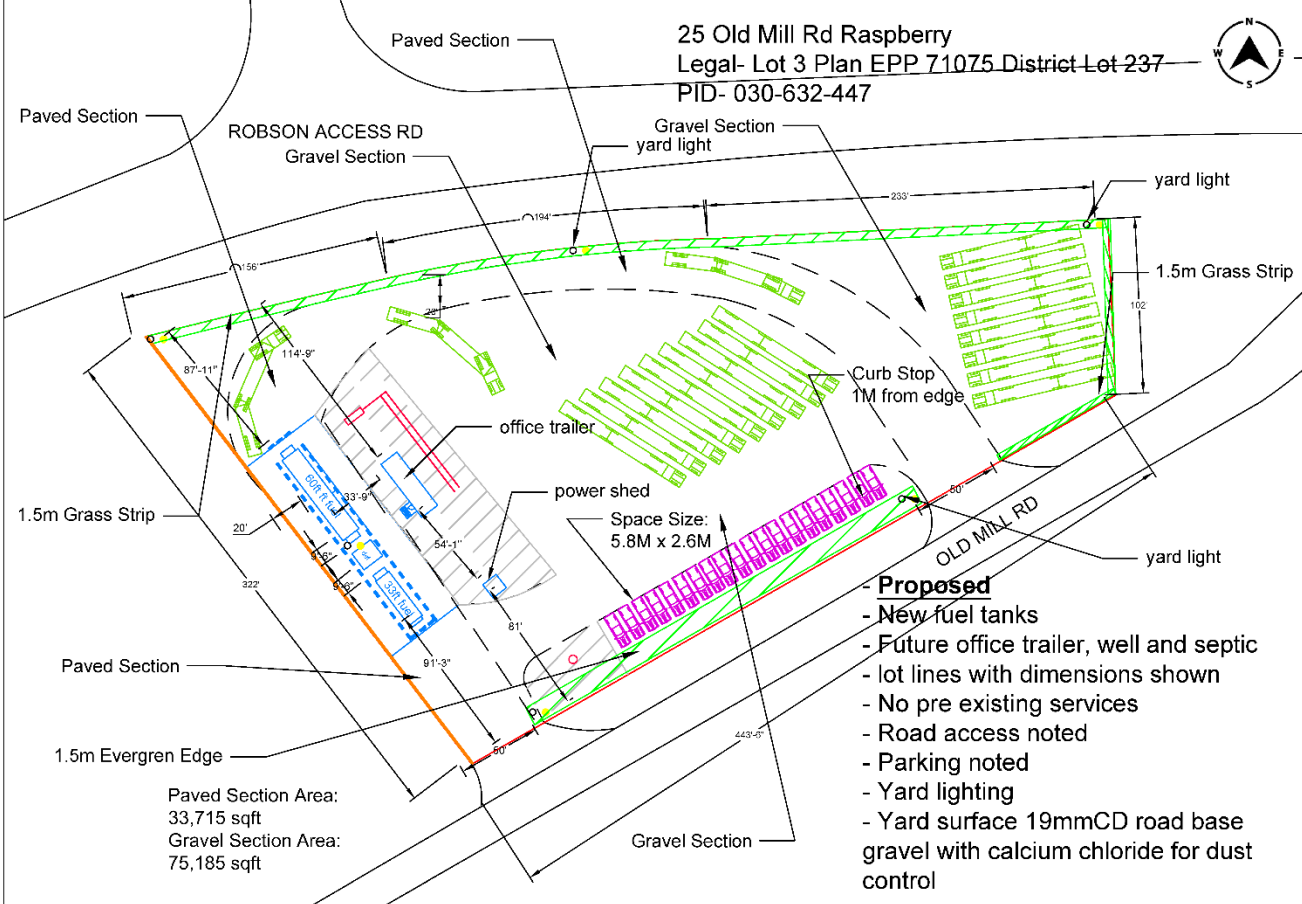 25 Old Mill Rd Raspberry
Legal- Lot 3 Plan EPP 71075 District Lot 237
PID- 030-632-447
N
W
E
S
Paved Section
Paved Section
ROBSON ACCESS RD
Gravel Section
Gravel Section
yard light
yard light
233'
194'
156'
1.5m Grass Strip
102'
28'
114'-9"
87'-11"
Curb Stop
1M from edge
office trailer
60ft ft fuel
33'-9"
power shed
1.5m Grass Strip
20'
Space Size:
5.8M x 2.6M
54'-1"
50'
OLD MILL RD
yard light
9'-6"
9'-6"
33ft fuel
322'
81'
Paved Section
91'-3"
- Proposed
- New fuel tanks
- Future office trailer, well and septic
- lot lines with dimensions shown
- No pre existing services
- Road access noted
- Parking noted
- Yard lighting
- Yard surface 19mmCD road base
gravel with calcium chloride for dust
control
443'-6"
50'
1.5m Evergren Edge
Paved Section Area:
33,715 sqft
Gravel Section Area:
75,185 sqft
Gravel Section